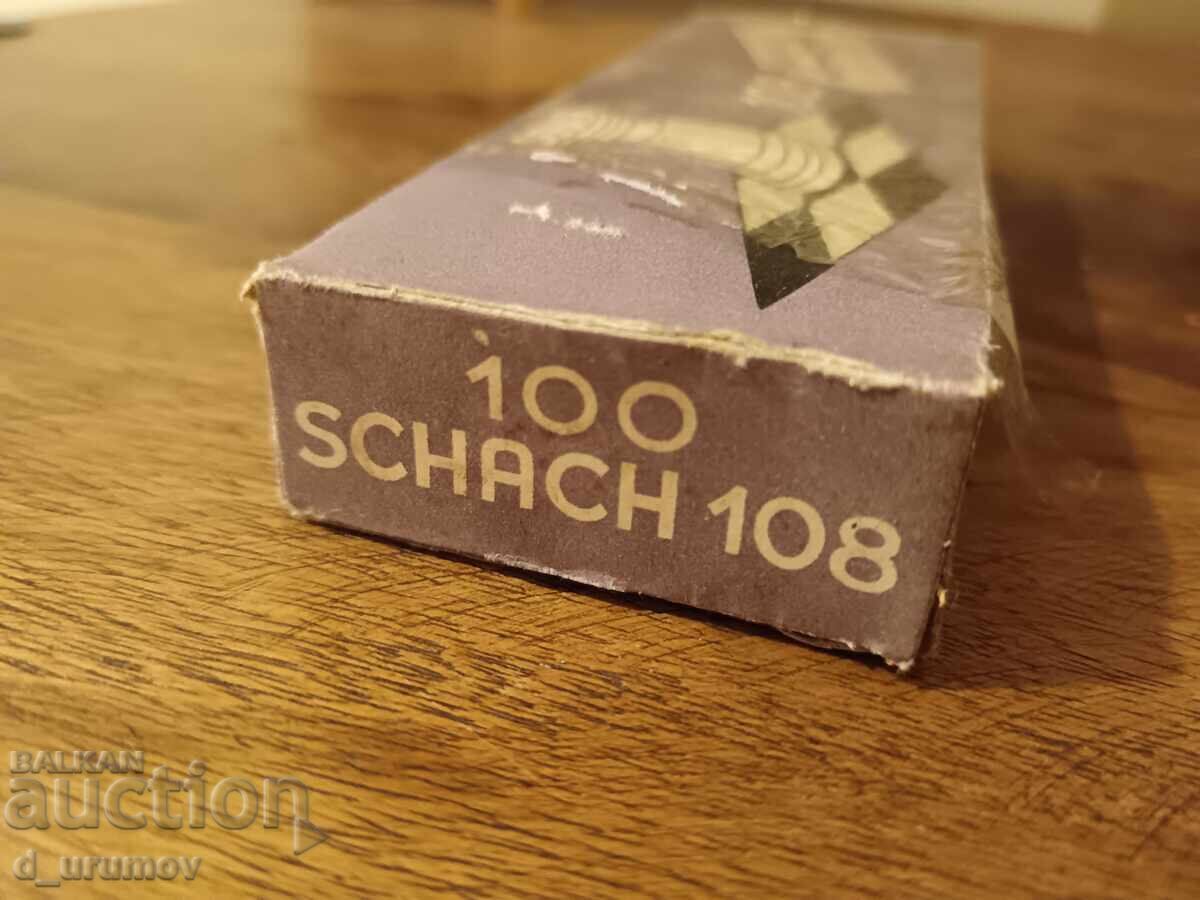 100
SCHACH 108
BALKAN
auction
d_urumov